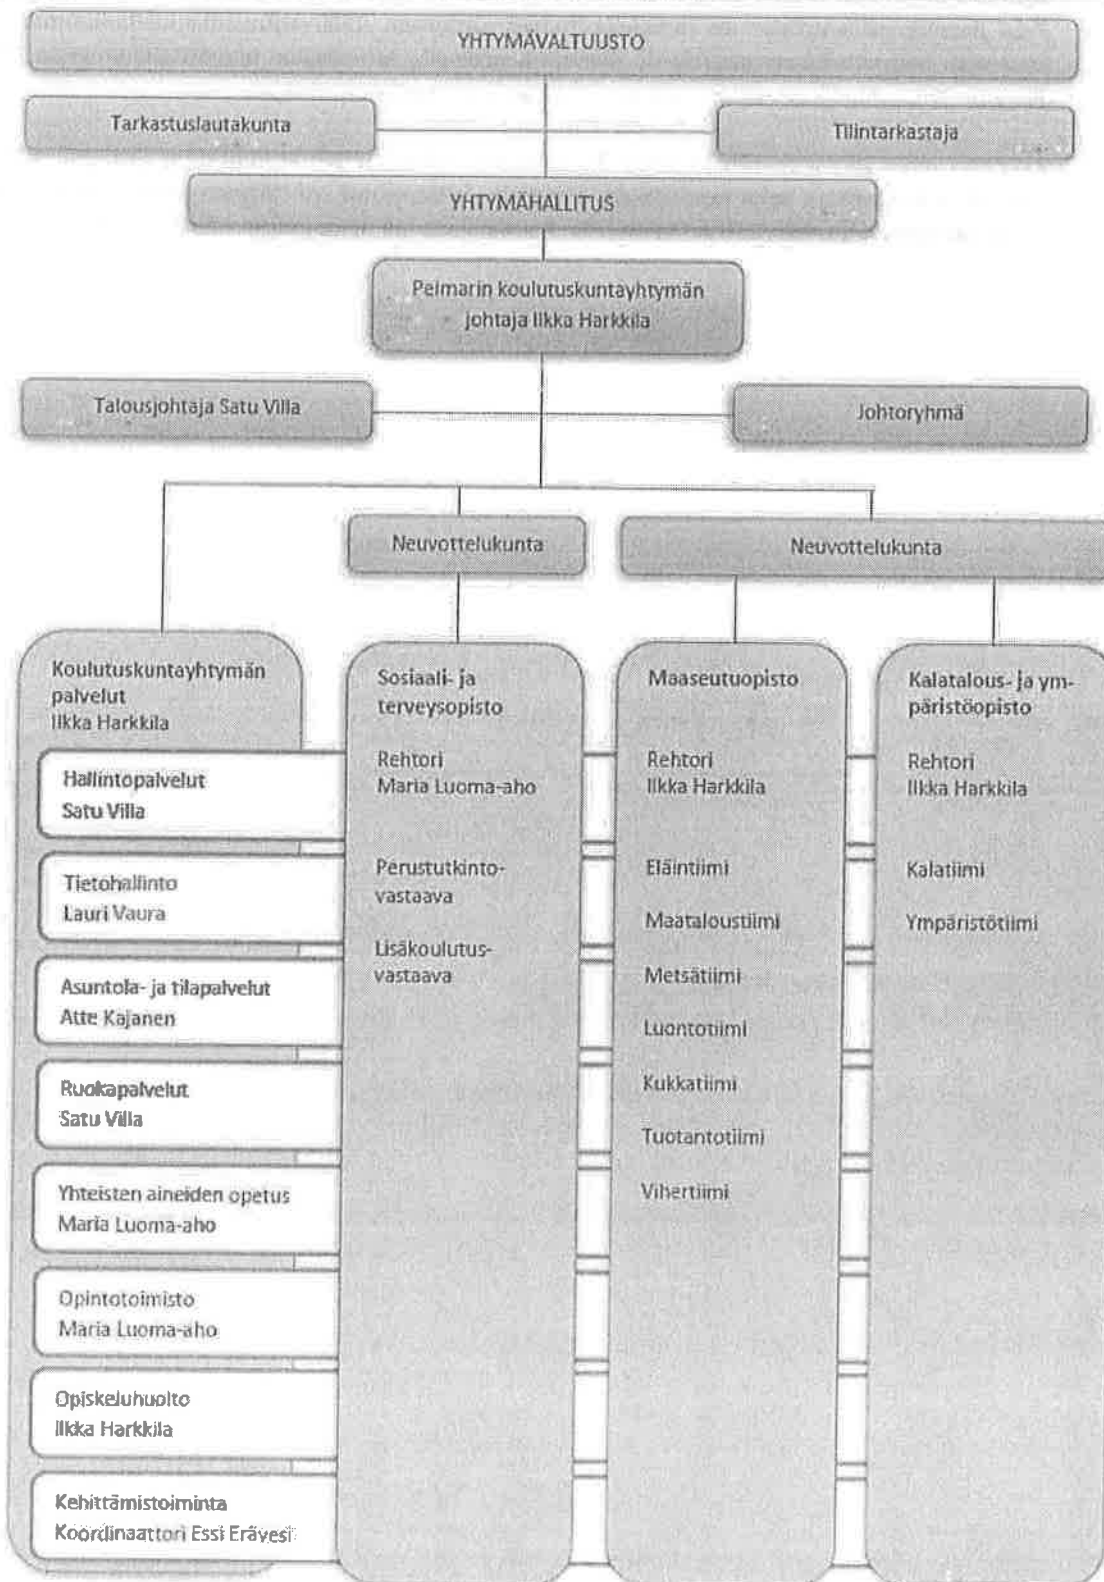 YHTYMÄVALTUUSTO
Tarkastuslautakunta
Tilintarkastaja
YHTYMÄHALLITUS
Peimarin koulutuskuntayhtymän
johtaja Ilkka Harkkila
Talousjohtaja Satu Villa
Johtoryhmä
Neuvottelukunta
Neuvottelukunta
Koulutuskuntayhtymän
palvelut
Ilkka Harkkila
Hallintopalvelut
Satu Villa
Tietohallinto
Lauri Vaura
Asuntola- ja tilapalvelut
Atte Kajanen
Ruokapalvelut
Satu Villa
Yhteisten aineiden opetus
Maria Luoma-aho
Opintotoimisto
Maria Luoma-aho
Opiskeluhuolto
Ilkka Harkkila
Kehittämistoiminta
Koordinaattori Essi Erävesi
Sosiaali- ja
terveysopisto
Rehtori
Maria Luoma-aho
Perustutkinto-
vastaava
Lisäkoulutus-
vastaava
Maaseutuopisto
Rehtori
Ilkka Harkkila
Eläintiimi
Maataloustiimi
Metsätiimi
Luontotiimi
Kukkatiimi
Tuotantotiimi
Vihertiimi
Kalatalous- ja ym-
päristöopisto
Rehtori
Ilkka Harkkila
Kalatiimi
Ympäristötiimi